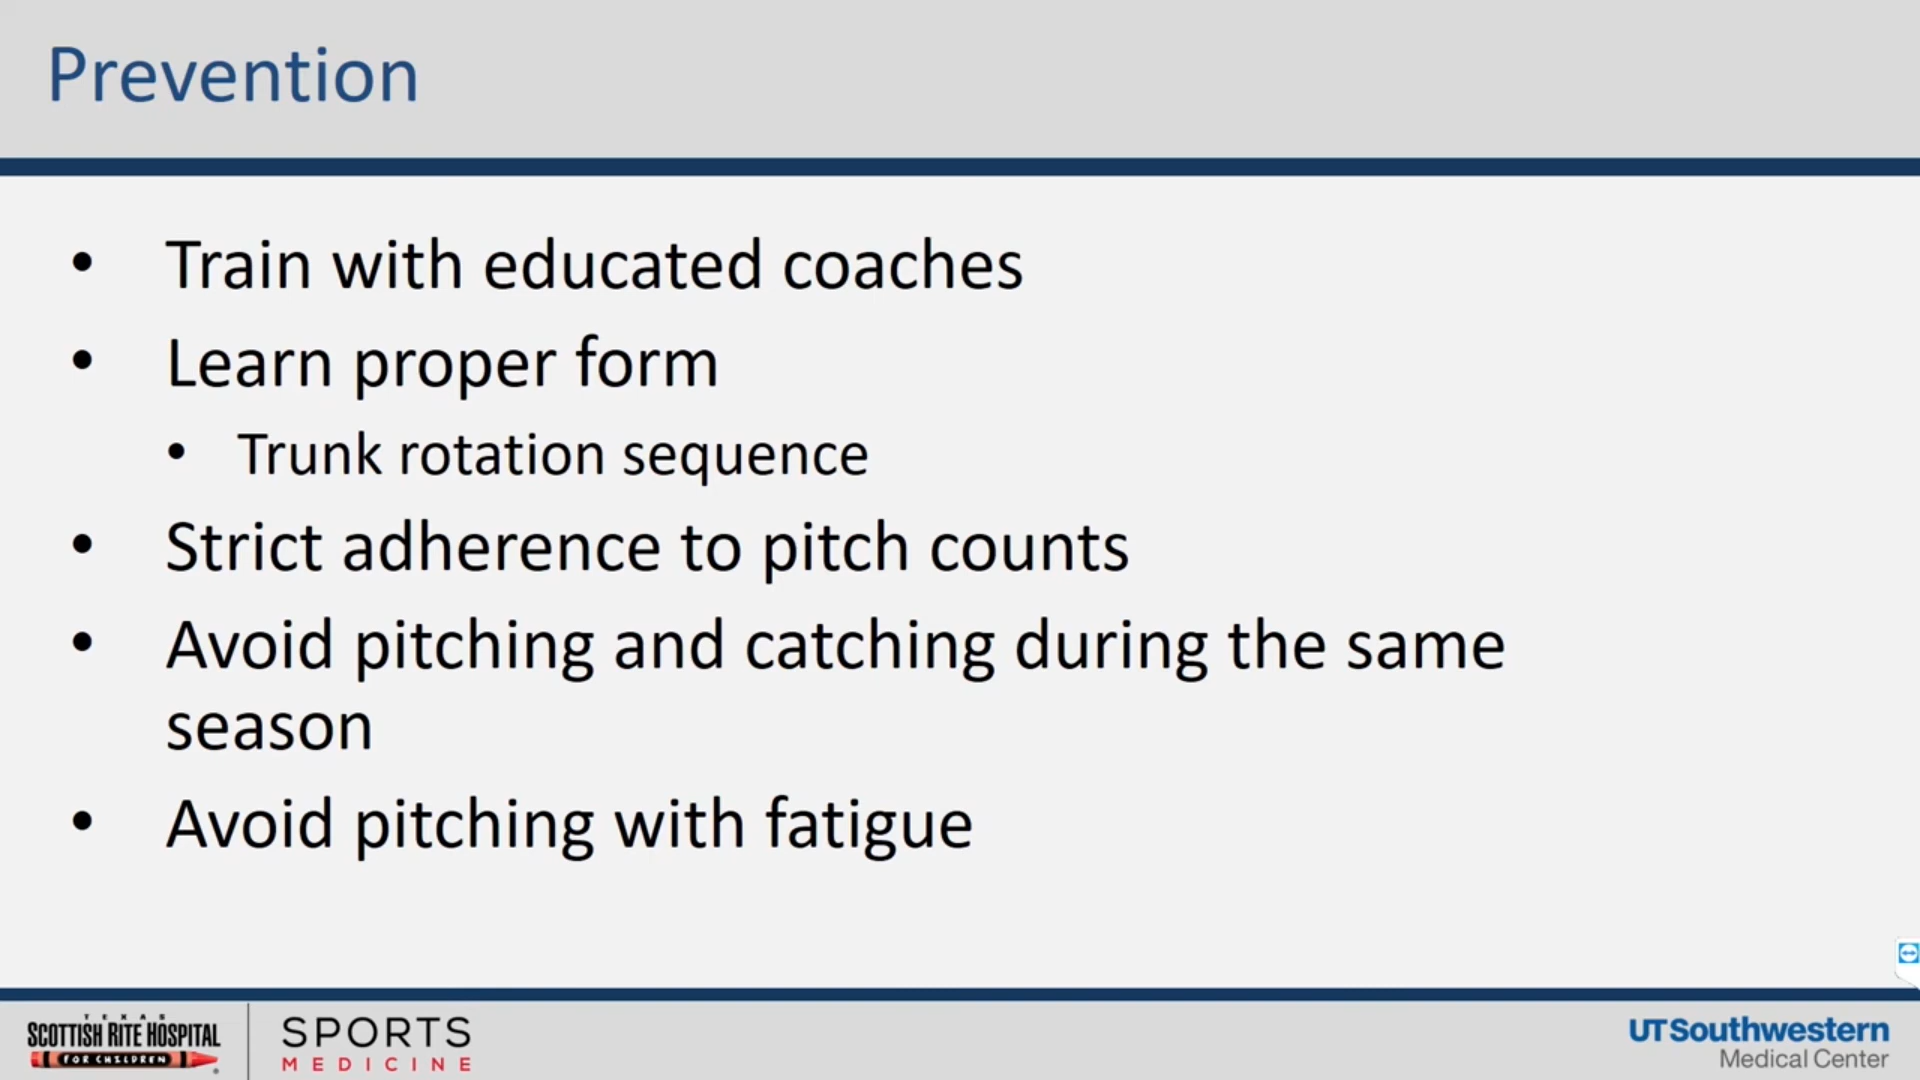 Prevention
• Train with educated coaches
• Learn proper form
• Trunk rotation sequence
• Strict adherence to pitch counts
• Avoid pitching and catching during the same
season
• Avoid pitching with fatigue
TEXAS
SCOTTISH RITE HOSPITAL
FOR CHILDREN
SPORTS
MEDICINE
UTSouthwestern
Medical Center